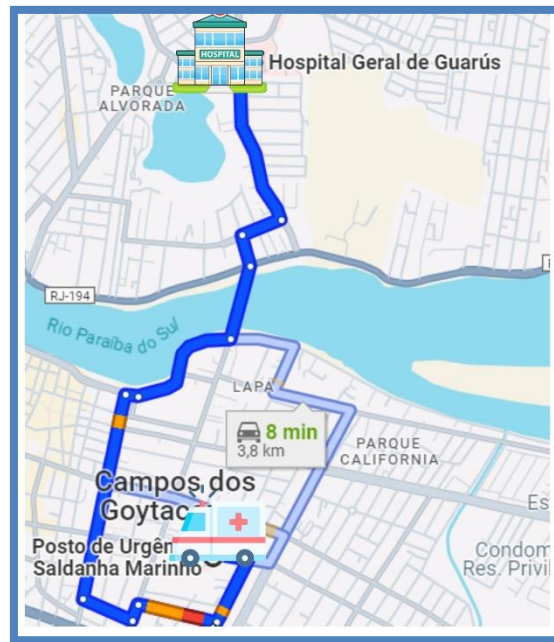 HOSPITAL
Hospital Geral de Guarús
PARQUE
ALVORADA
RJ-194
Rio Paraíba do Sul
LAPA
8 min
3,8 km
PARQUE
CALIFORNIA
Campos dos
Goytac
Es
Posto de Urgên
Saldanha Marinho
Condom
Res. Privil